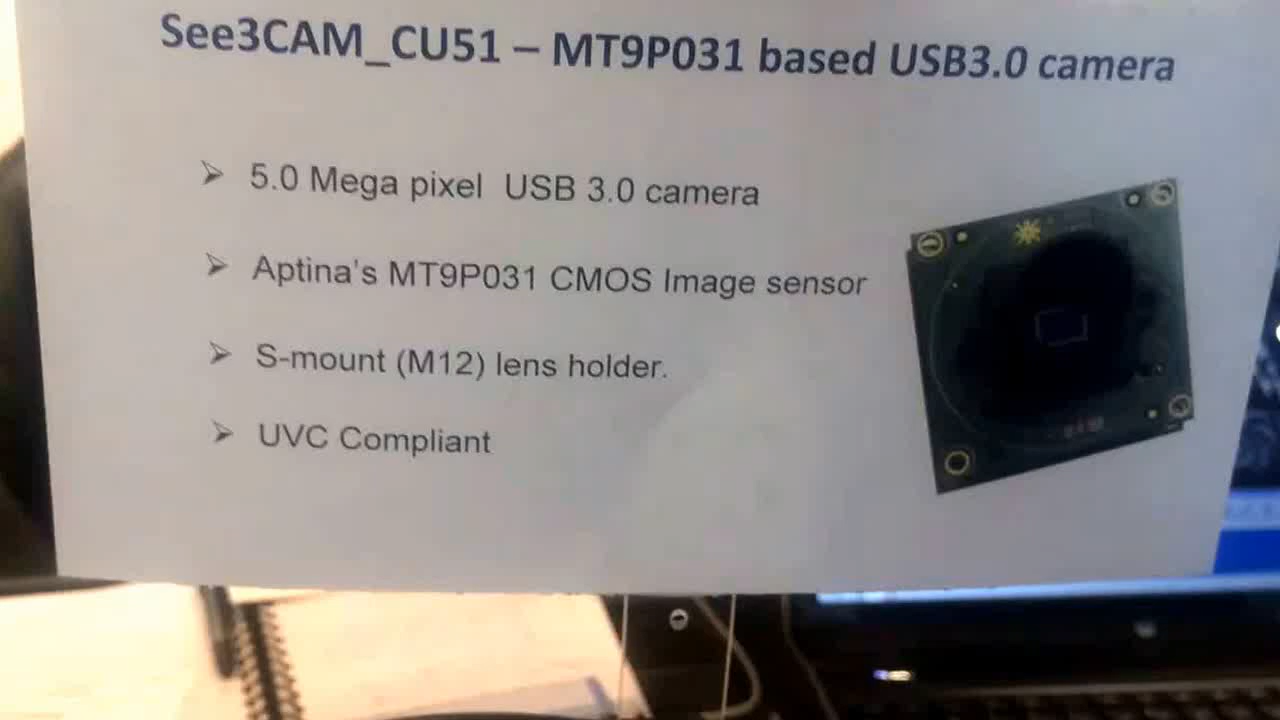 See3CAM_CU51 – MT9P031 based USB3.0 camera
5.0 Mega pixel USB 3.0 camera
Aptina's MT9P031 CMOS Image sensor
S-mount (M12) lens holder.
UVC Compliant